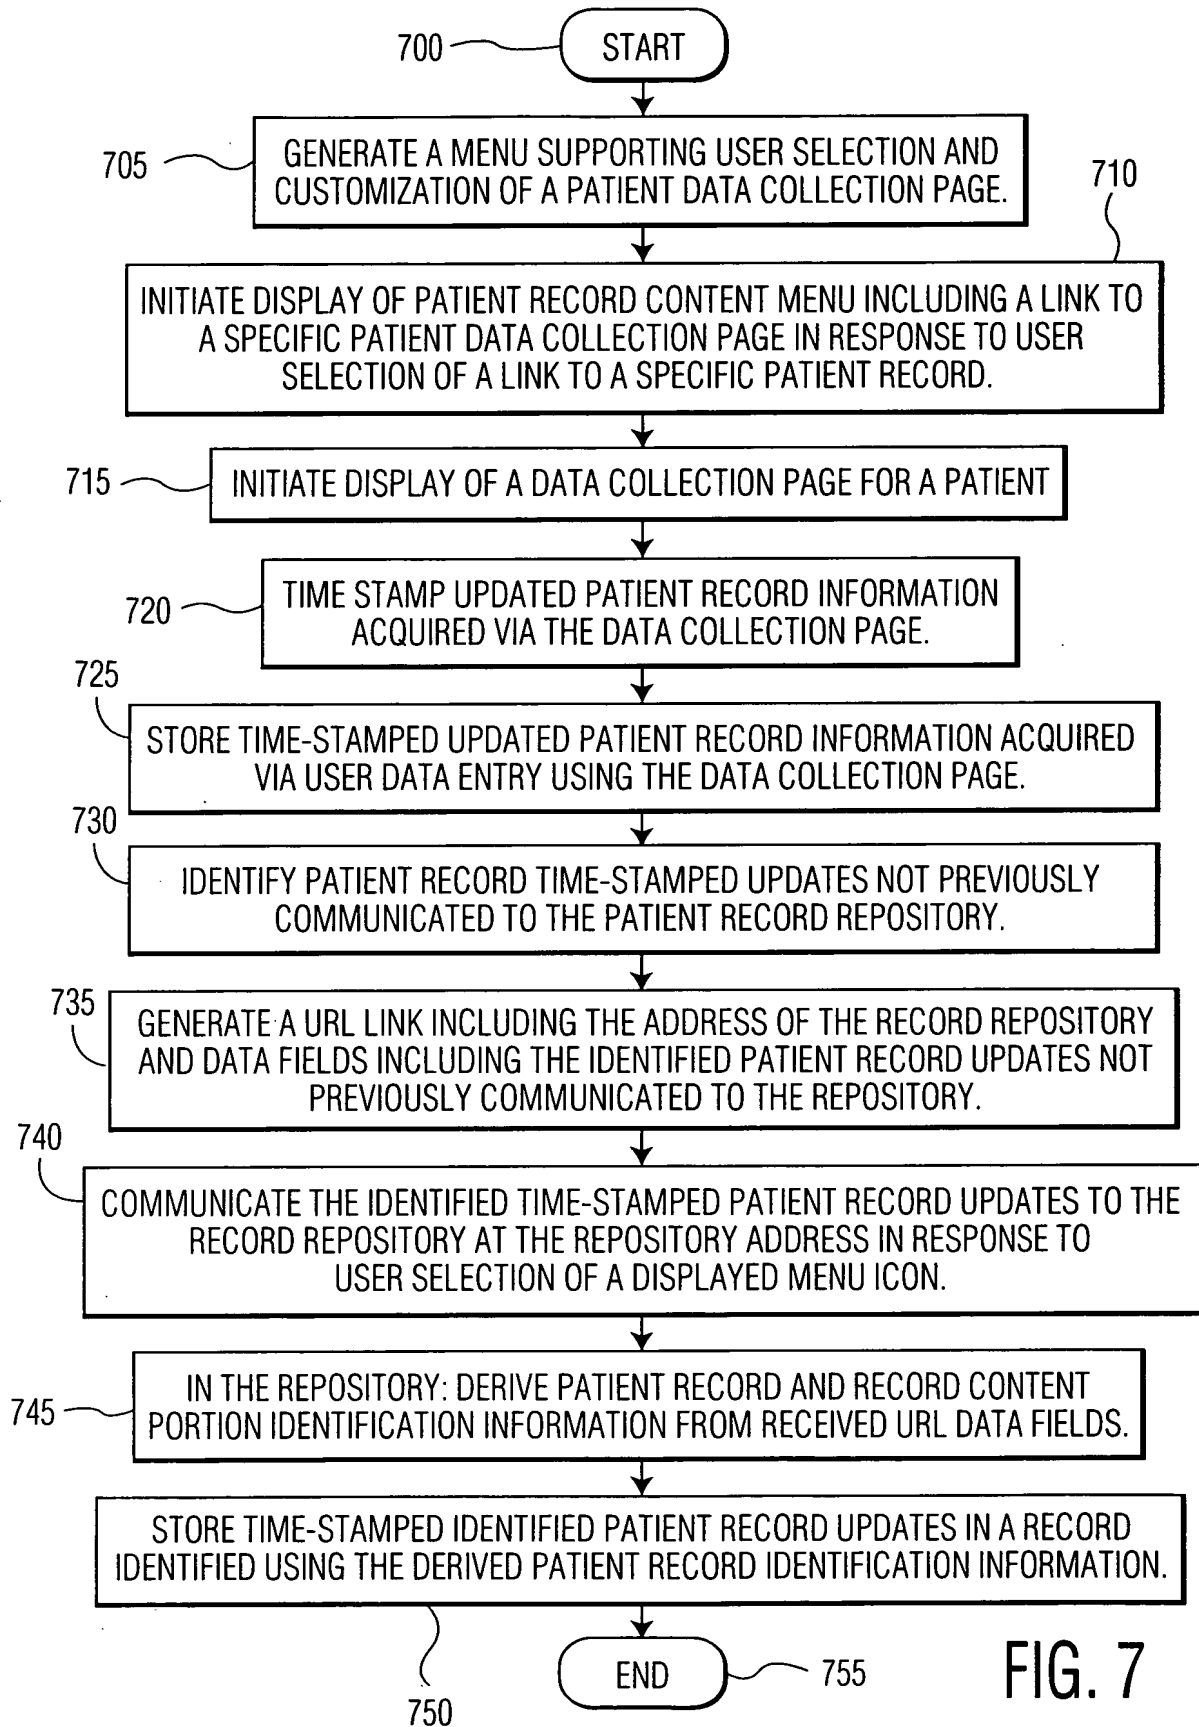 700
START
705
GENERATE A MENU SUPPORTING USER SELECTION AND
CUSTOMIZATION OF A PATIENT DATA COLLECTION PAGE.
710
INITIATE DISPLAY OF PATIENT RECORD CONTENT MENU INCLUDING A LINK TO
A SPECIFIC PATIENT DATA COLLECTION PAGE IN RESPONSE TO USER
SELECTION OF A LINK TO A SPECIFIC PATIENT RECORD.
715
INITIATE DISPLAY OF A DATA COLLECTION PAGE FOR A PATIENT
720
TIME STAMP UPDATED PATIENT RECORD INFORMATION
ACQUIRED VIA THE DATA COLLECTION PAGE.
725
STORE TIME-STAMPED UPDATED PATIENT RECORD INFORMATION ACQUIRED
VIA USER DATA ENTRY USING THE DATA COLLECTION PAGE.
730
IDENTIFY PATIENT RECORD TIME-STAMPED UPDATES NOT PREVIOUSLY
COMMUNICATED TO THE PATIENT RECORD REPOSITORY.
735
GENERATE A URL LINK INCLUDING THE ADDRESS OF THE RECORD REPOSITORY
AND DATA FIELDS INCLUDING THE IDENTIFIED PATIENT RECORD UPDATES NOT
PREVIOUSLY COMMUNICATED TO THE REPOSITORY.
740
COMMUNICATE THE IDENTIFIED TIME-STAMPED PATIENT RECORD UPDATES TO THE
RECORD REPOSITORY AT THE REPOSITORY ADDRESS IN RESPONSE TO
USER SELECTION OF A DISPLAYED MENU ICON.
745
IN THE REPOSITORY: DERIVE PATIENT RECORD AND RECORD CONTENT
PORTION IDENTIFICATION INFORMATION FROM RECEIVED URL DATA FIELDS.
STORE TIME-STAMPED IDENTIFIED PATIENT RECORD UPDATES IN A RECORD
IDENTIFIED USING THE DERIVED PATIENT RECORD IDENTIFICATION INFORMATION.
750
END
755
FIG. 7